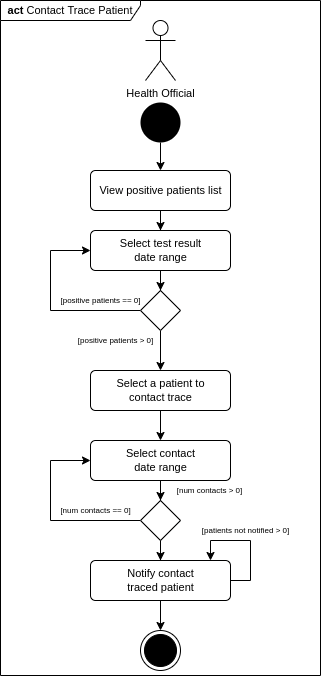 act Contact Trace Patient
Health Official
View positive patients list
Select test result
date range
[positive patients == 0]
[positive patients > 0]
Select a patient to
contact trace
Select contact
date range
[num contacts > 0]
[num contacts == 0]
[patients not notified > 0]
Notify contact
traced patient